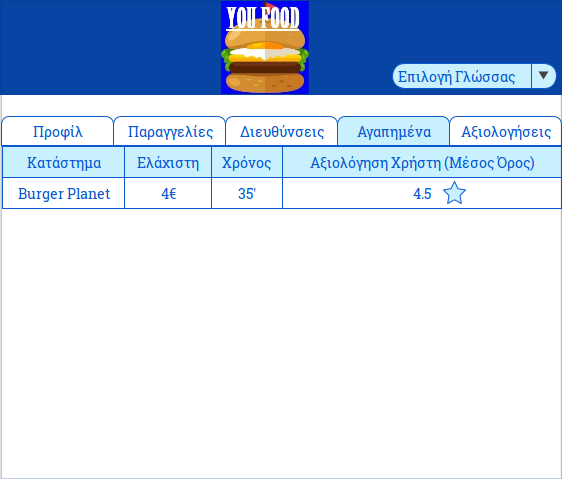 YOU FOOD
Επιλογή Γλώσσας
Προφίλ Παραγγελίες Διευθύνσεις Αγαπημένα Αξιολογήσεις
Κατάστημα Ελάχιστη Χρόνος Αξιολόγηση Χρήστη (Μέσος Όρος)
Burger Planet 4€ 35' 4.5